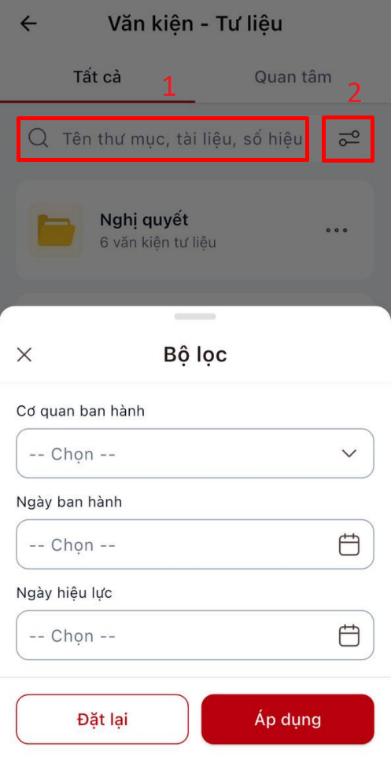 Văn kiện - Tư liệu
Tất cả
Quan tâm
1
2
Tên thư mục, tài liệu, số hiệu
Nghị quyết
6 văn kiện tư liệu
Bộ lọc
Cơ quan ban hành
-- Chọn --
Ngày ban hành
-- Chọn --
Ngày hiệu lực
-- Chọn --
Đặt lại
Áp dụng